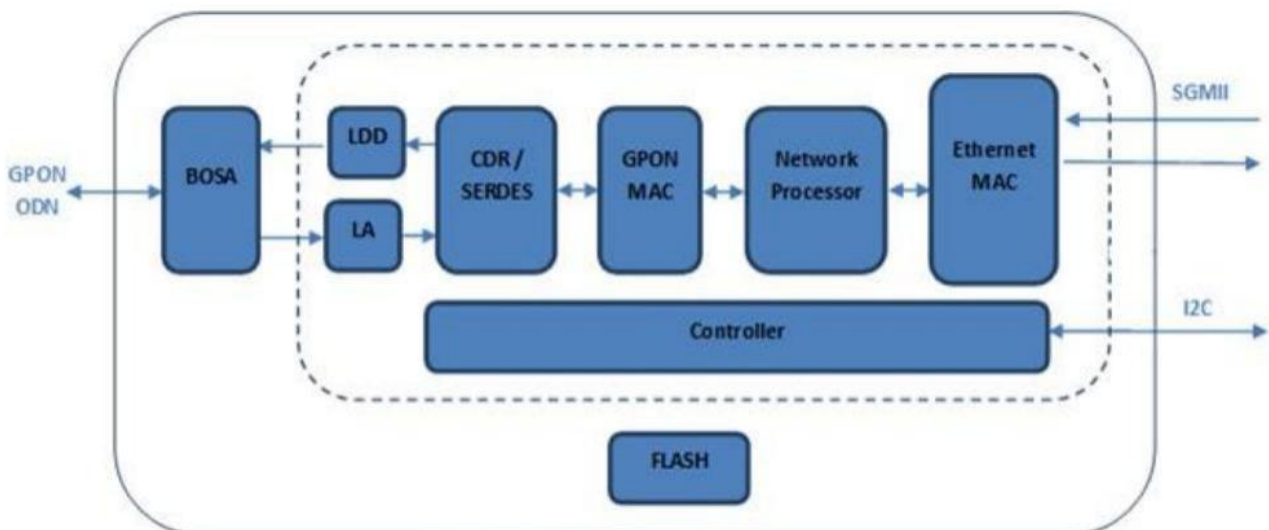 GPON
ODN
BOSA
LDD
LA
CDR /
SERDES
GPON
MAC
Network
Processor
Ethernet
MAC
SGMII
Controller
I2C
FLASH